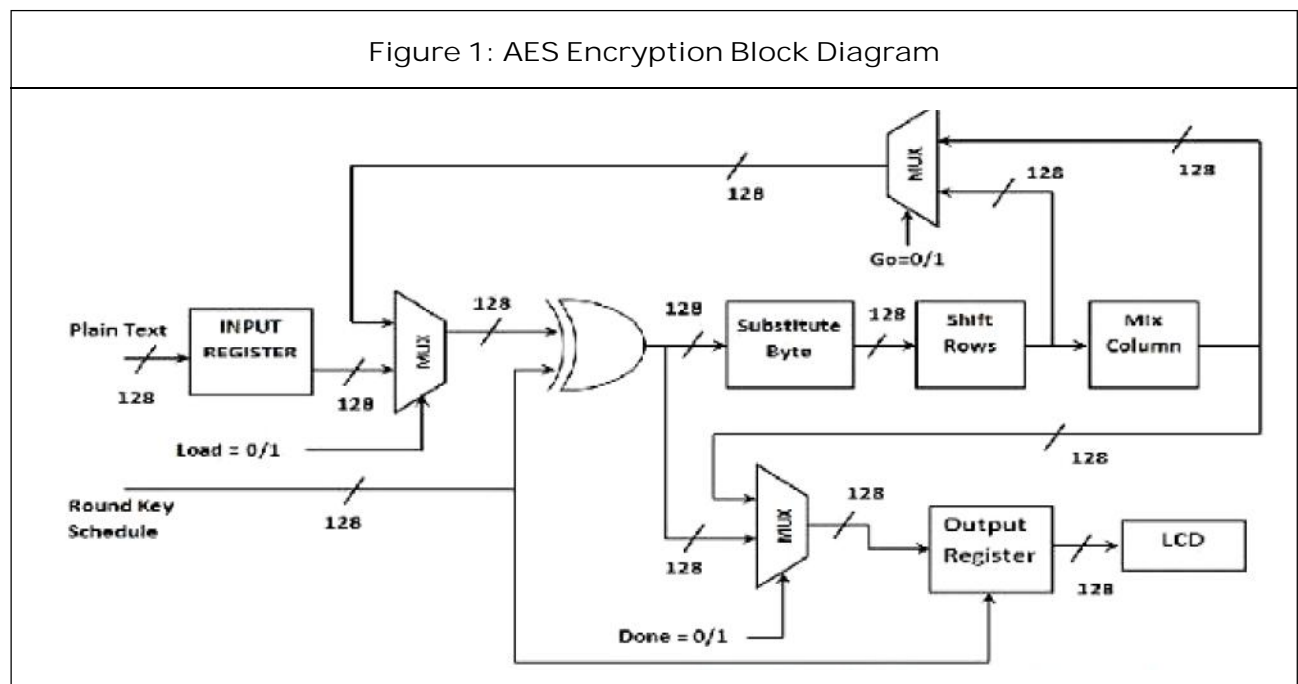 Figure 1: AES Encryption Block Diagram
MUX
128
128
128
Go=0/1
Plain Text
128
INPUT
REGISTER
128
MUX
128
Load = 0/1
Round Key
Schedule
128
128
Substitute
Byte
128
Shift
Rows
Mix
Column
128
128
MUX
128
Done = 0/1
Output
Register
128
LCD